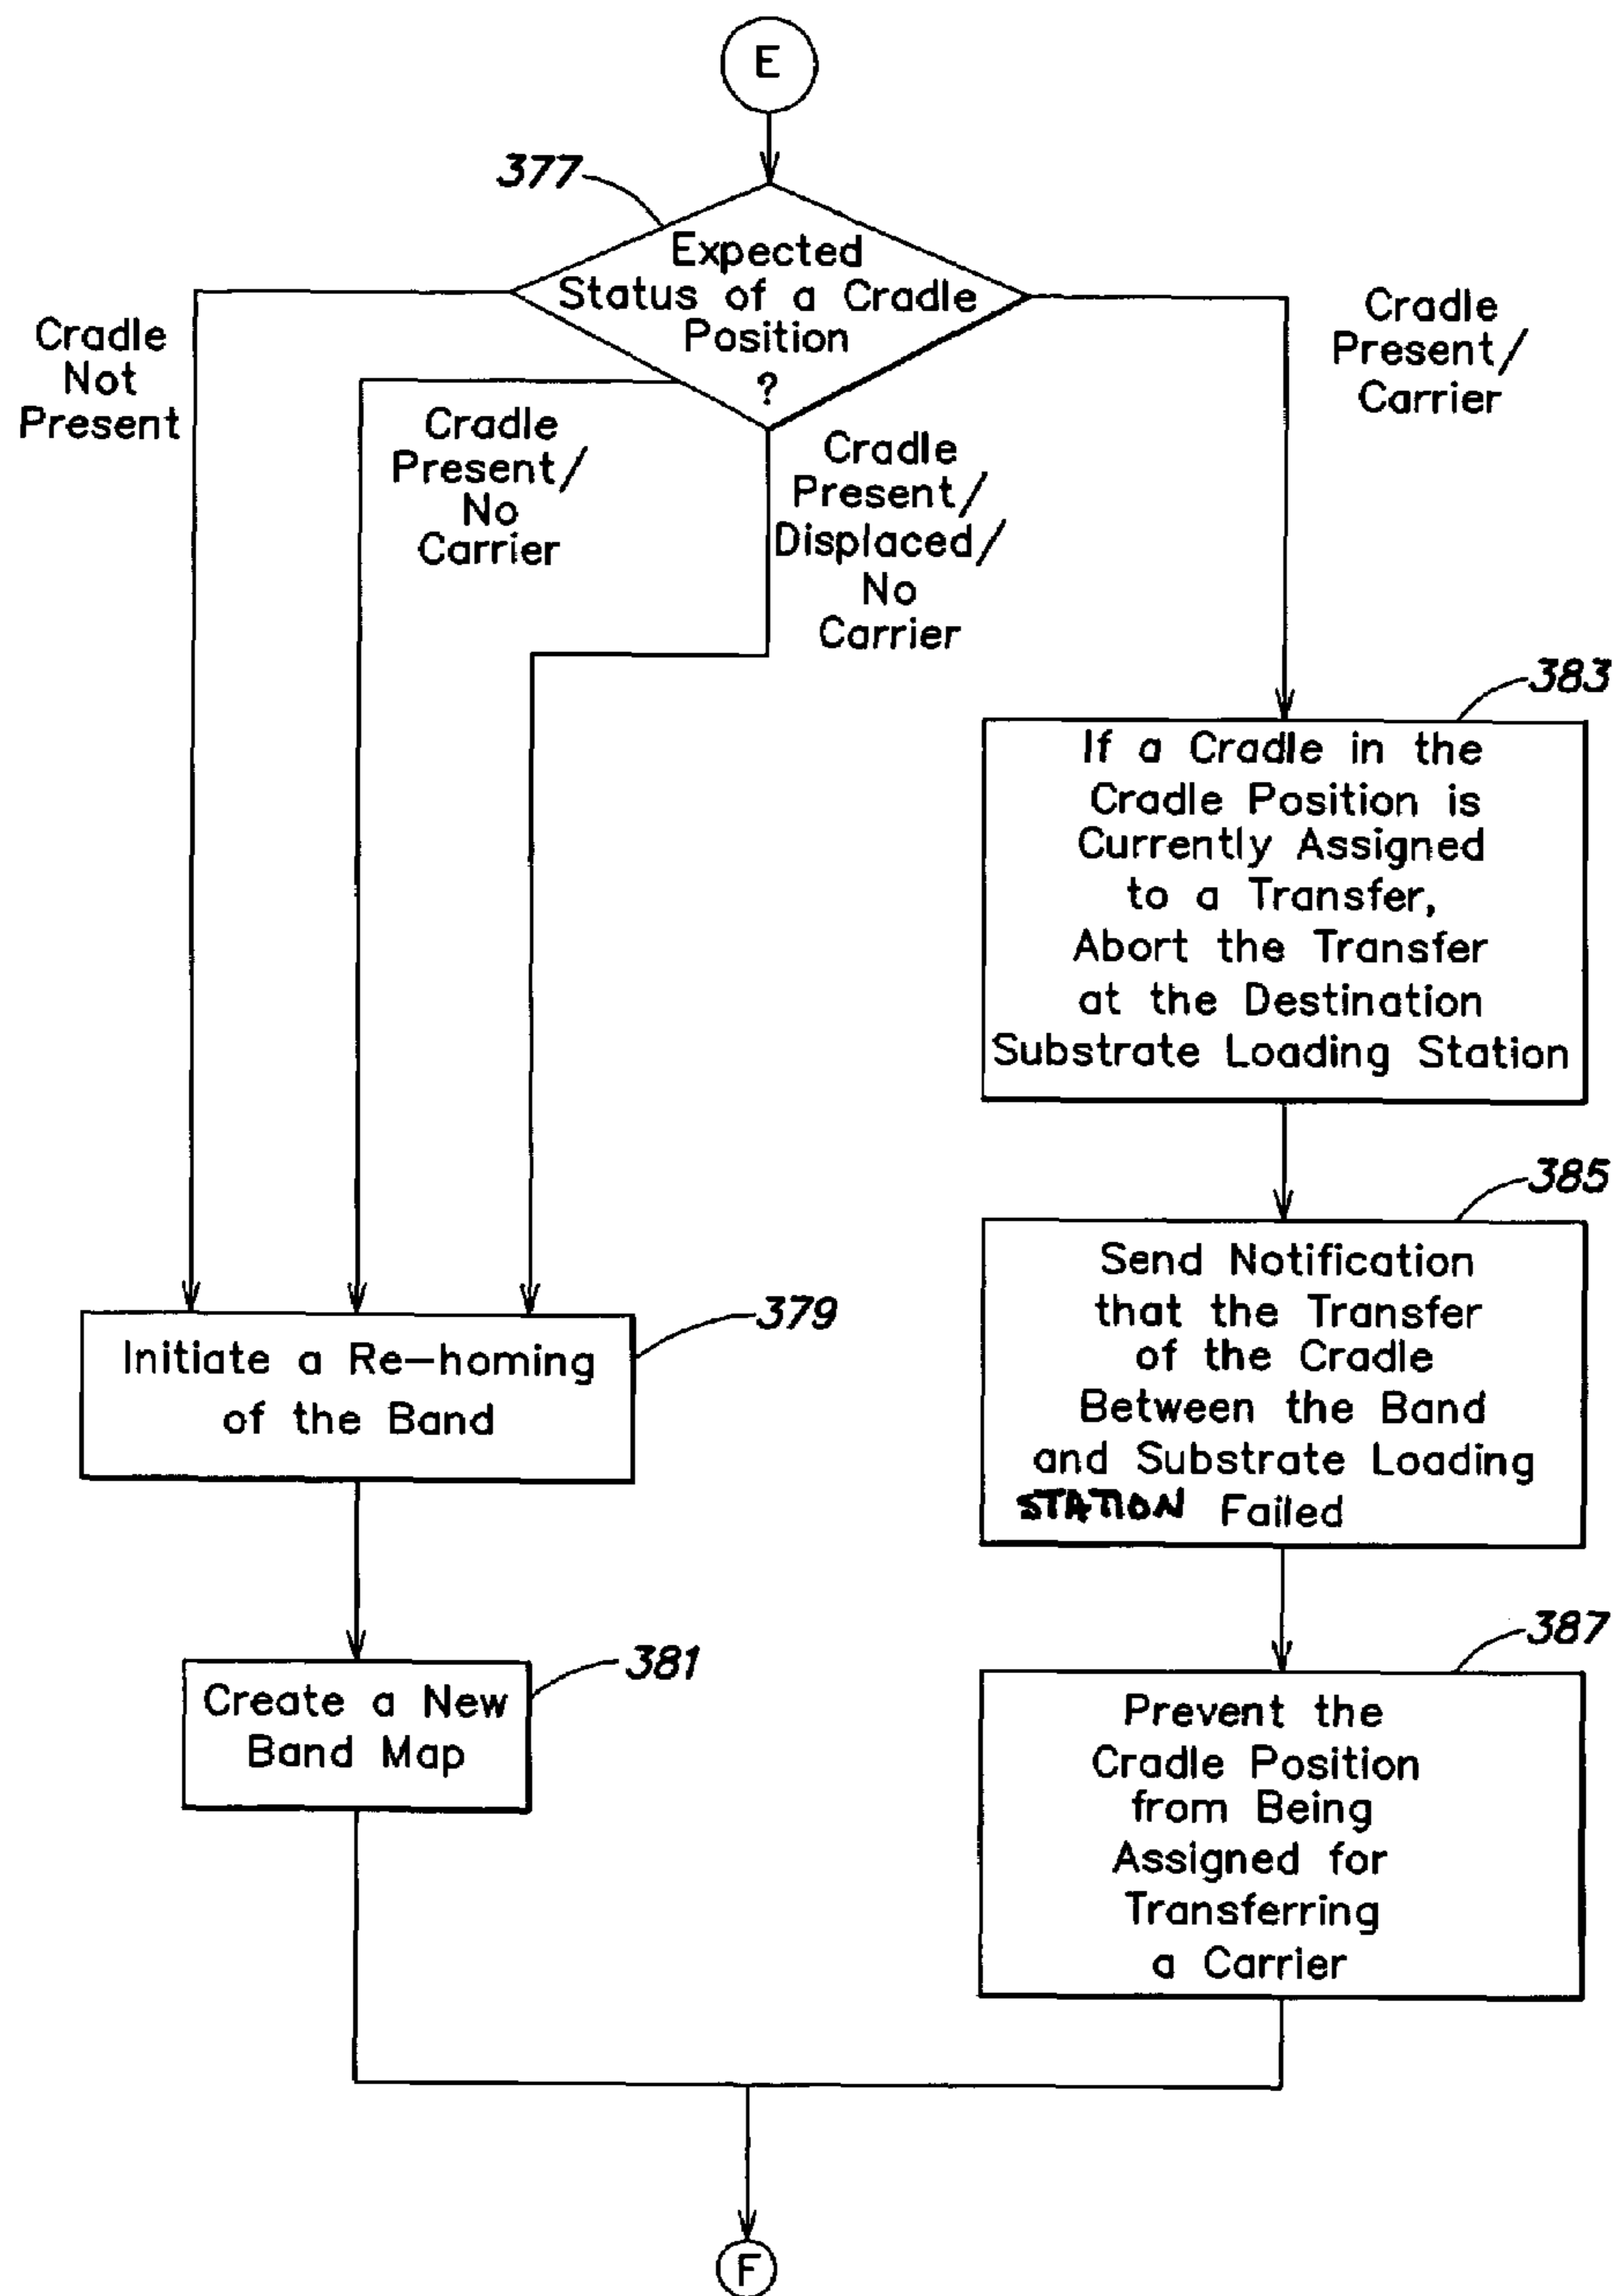 E
377
Expected
Status of a Cradle
Position
?
Cradle
Not
Present
Cradle
Present/
No
Carrier
Cradle
Present/
Displaced/
No
Carrier
Cradle
Present/
Carrier
383
If a Cradle in the
Cradle Position is
Currently Assigned
to a Transfer,
Abort the Transfer
at the Destination
Substrate Loading Station
385
Send Notification
that the Transfer
of the Cradle
Between the Band
and Substrate Loading
STATION Failed
379
Initiate a Re-homing
of the Band
381
Create a New
Band Map
387
Prevent the
Cradle Position
from Being
Assigned for
Transferring
a Carrier
F